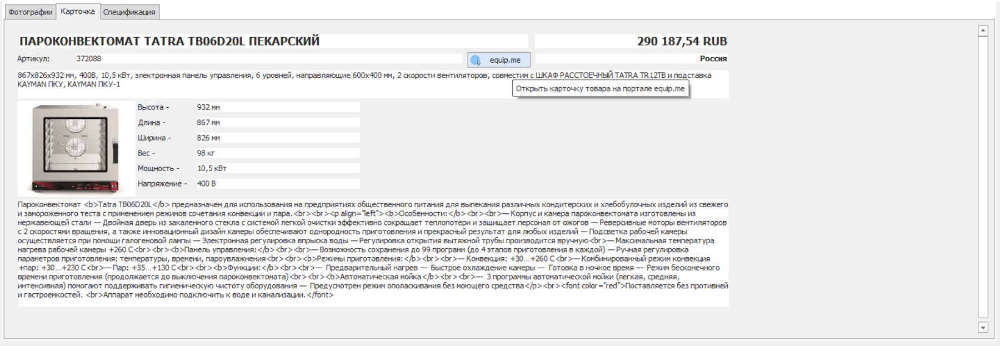 Фотографии Карточка Спецификация
ПАРОКОНВЕКТОМАТ TATRA TB06D20L ПЕКАРСКИЙ 290 187,54 RUB
Артикул: 372088 equip.me Россия
867x826x932 мм, 400В, 10,5 кВт, электронная панель управления, 6 уровней, направляющие 600x400 мм, 2 скорости вентиляторов, совместим с ШКАФ РАССТОЕЧНЫЙ TATRA TR12TB и подставка
KAYMAN ПКУ, KAYMAN ПКУ-1
Открыть карточку товара на портале equip.me
Высота - 932 мм
Длина - 867 мм
Ширина - 826 мм
Вес - 98 кг
Мощность - 10,5 кВт
Напряжение - 400 В
Пароконвектомат <b>Tatra TB06D20L</b> предназначен для использования на предприятиях общественного питания для выпекания различных кондитерских и хлебобулочных изделий из свежего
и замороженного теста с применением режимов сочетания конвекции и пара.<br><br><p align="left"><b>Особенности:</b><br><br>— Корпус и камера пароконвектомата изготовлены из
нержавеющей стали — Двойная дверь из закаленного стекла с системой легкой очистки эффективно сокращает теплопотери и защищает персонал от ожогов — Реверсивные моторы вентиляторов
с 2 скоростями вращения, а также инновационный дизайн камеры обеспечивают однородность приготовления и прекрасный результат для любых изделий — Подсветка рабочей камеры
осуществляется при помощи галогеновой лампы — Электронная регулировка впрыска воды — Регулировка открытия вытяжной трубы производится вручную<br>— Максимальная температура
нагрева рабочей камеры +260 С<br><br><b>Панель управления:</b><br><br>— Возможность сохранения до 99 программ (до 4 этапов приготовления в каждой) — Ручная регулировка
параметров приготовления: температуры, времени, пароувлажнения<br><br><b>Режимы приготовления:</b><br><br>— Конвекция: +30...+260 С<br>— Комбинированный режим конвекция
+пар: +30...+230 С<br>— Пар: +35...+130 С<br><br><b>Функции:</b><br><br>— Предварительный нагрев — Быстрое охлаждение камеры — Готовка в ночное время — Режим бесконечного
времени приготовления (продолжается до выключения пароконвектомата)<br><br><b>Автоматическая мойка</b><br><br>— 3 программы автоматической мойки (легкая, средняя,
интенсивная) помогают поддерживать гигиеническую чистоту оборудования — Предусмотрен режим ополаскивания без моющего средства</p><br><font color="red">Поставляется без противней
и гастроемкостей. <br>Аппарат необходимо подключить к воде и канализации.</font>